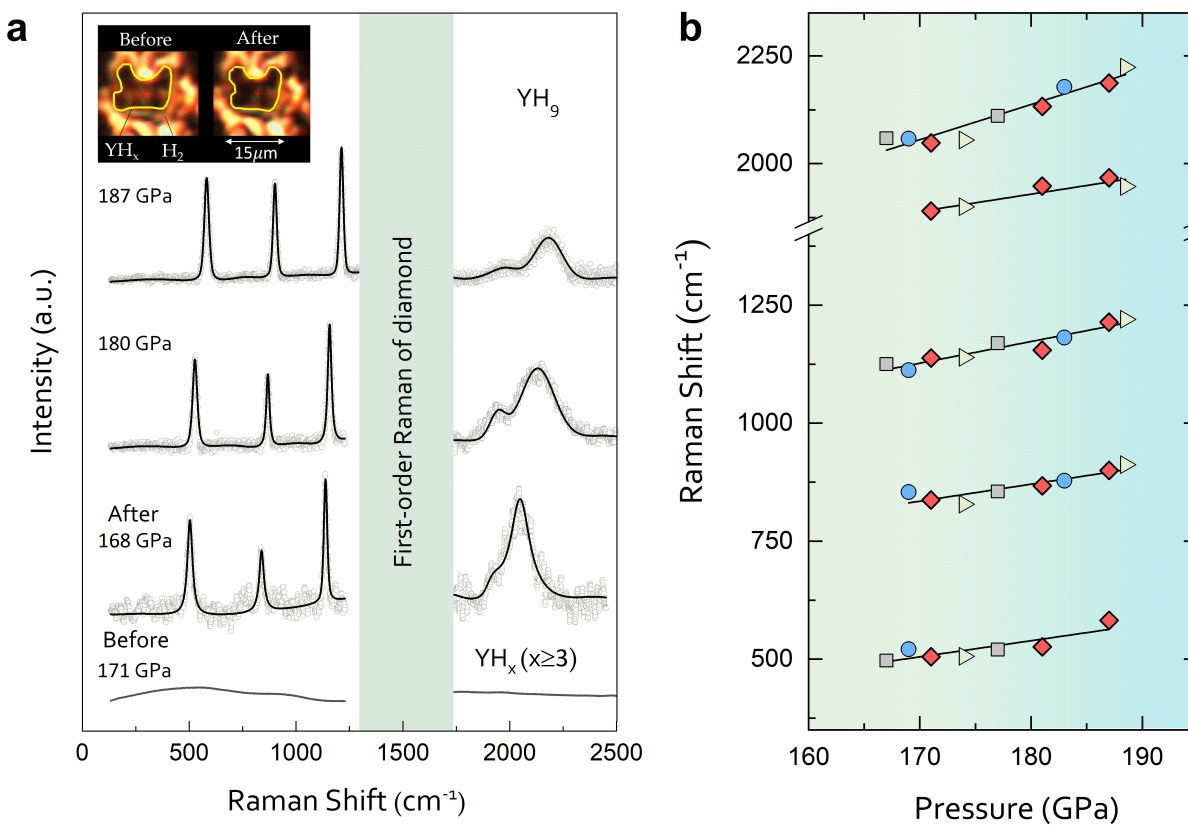 a
Before
After
YHx
H2
15μm
YH9
187 GPa
180 GPa
After
168 GPa
Before
171 GPa
YHx (x≥3)
First-order Raman of diamond
Intensity (a.u.)
0
500
1000
1500
2000
2500
Raman Shift (cm⁻¹)
b
2250
2000
1250
1000
750
500
Raman Shift (cm⁻¹)
160
170
180
190
Pressure (GPa)